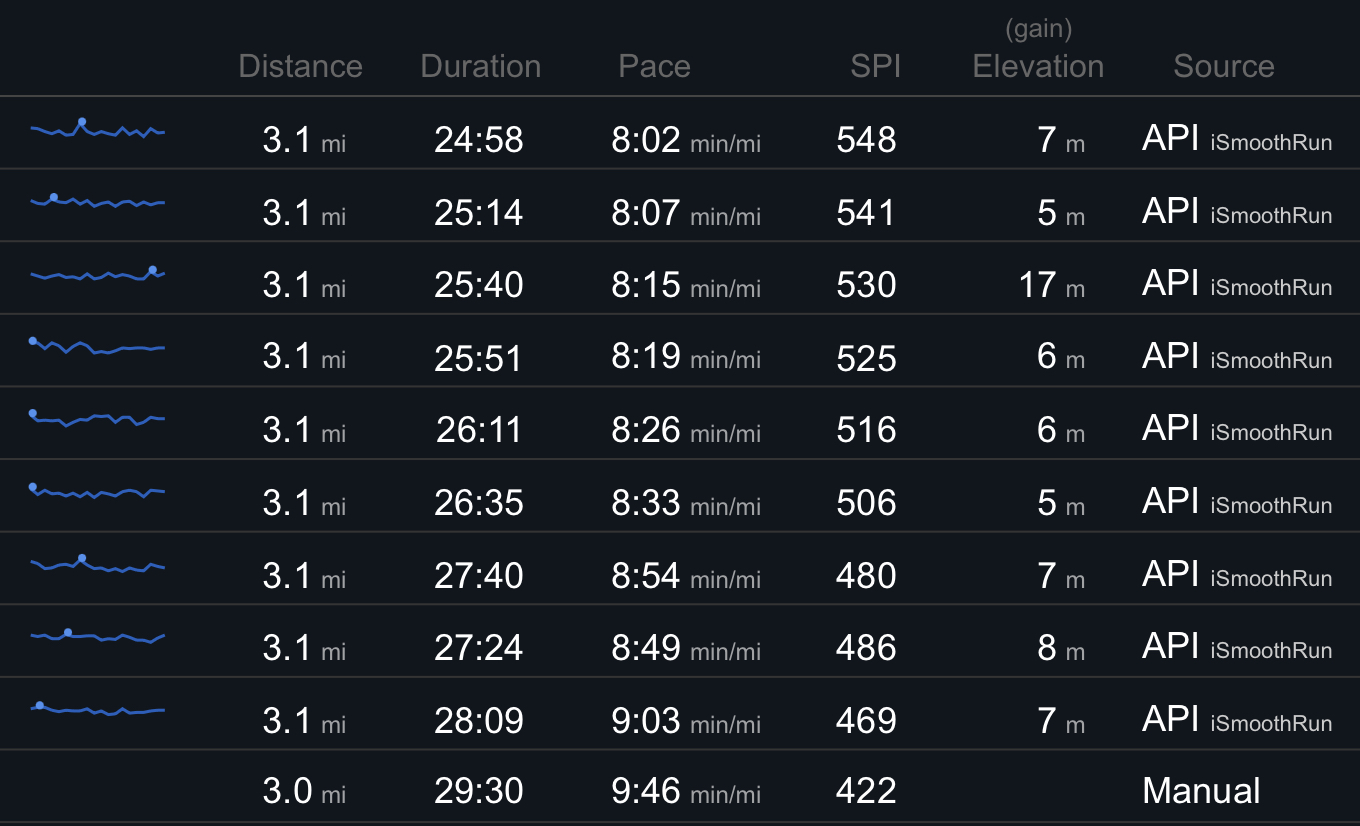 (gain)
Distance Duration Pace SPI Elevation Source
3.1 mi 24:58 8:02 min/mi 548 7 m API iSmoothRun
3.1 mi 25:14 8:07 min/mi 541 5 m API iSmoothRun
3.1 mi 25:40 8:15 min/mi 530 17 m API iSmoothRun
3.1 mi 25:51 8:19 min/mi 525 6 m API iSmoothRun
3.1 mi 26:11 8:26 min/mi 516 6 m API iSmoothRun
3.1 mi 26:35 8:33 min/mi 506 5 m API iSmoothRun
3.1 mi 27:40 8:54 min/mi 480 7 m API iSmoothRun
3.1 mi 27:24 8:49 min/mi 486 8 m API iSmoothRun
3.1 mi 28:09 9:03 min/mi 469 7 m API iSmoothRun
3.0 mi 29:30 9:46 min/mi 422 Manual